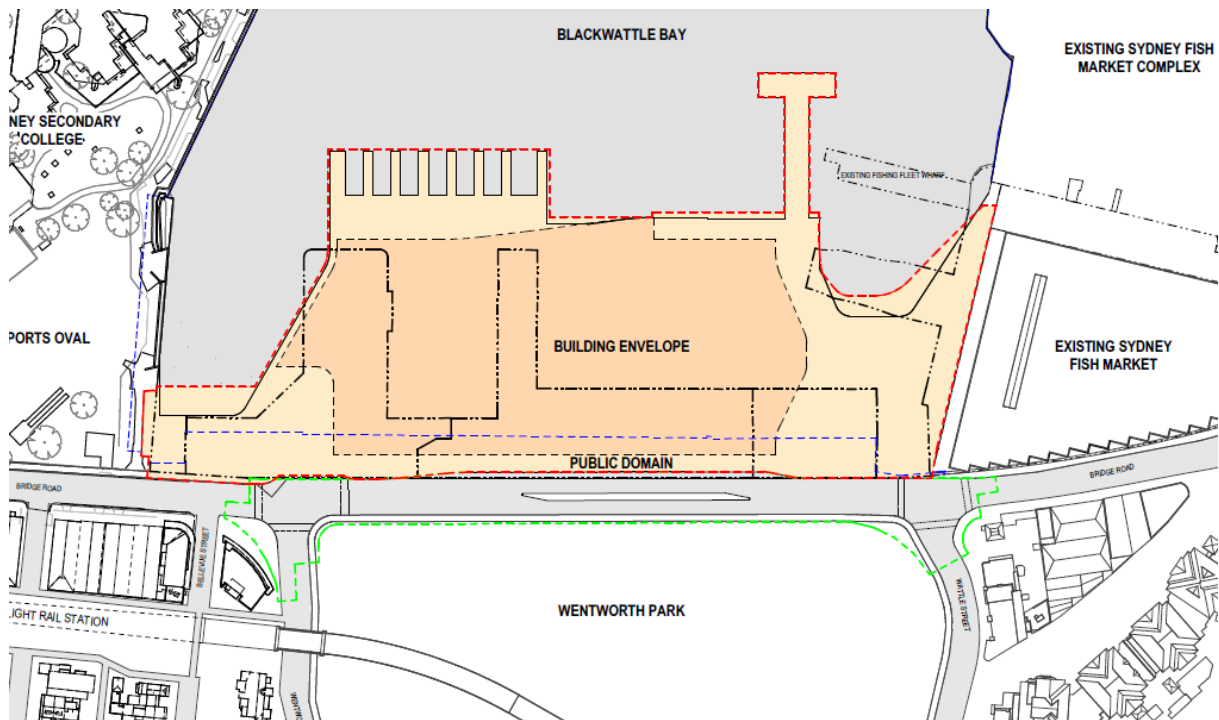 BLACKWATTLE BAY
EXISTING SYDNEY FISH
MARKET COMPLEX
NEY SECONDARY
COLLEGE
EXISTING FISHING FLEET WHARF
PORTS OVAL
BUILDING ENVELOPE
EXISTING SYDNEY
FISH MARKET
PUBLIC DOMAIN
BRIDGE ROAD
BRIDGE ROAD
BELLEVUE STREET
WATTLE STREET
WENTWORTH PARK
LIGHT RAIL STATION